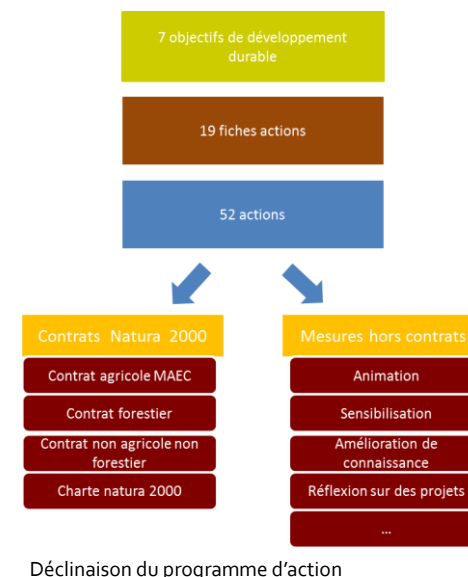 7 objectifs de développement
durable
19 fiches actions
52 actions
Contrats Natura 2000
Contrat agricole MAEC
Contrat forestier
Contrat non agricole non
forestier
Charte natura 2000
Mesures hors contrats
Animation
Sensibilisation
Amélioration de
connaissance
Réflexion sur des projets
...
Déclinaison du programme d'action